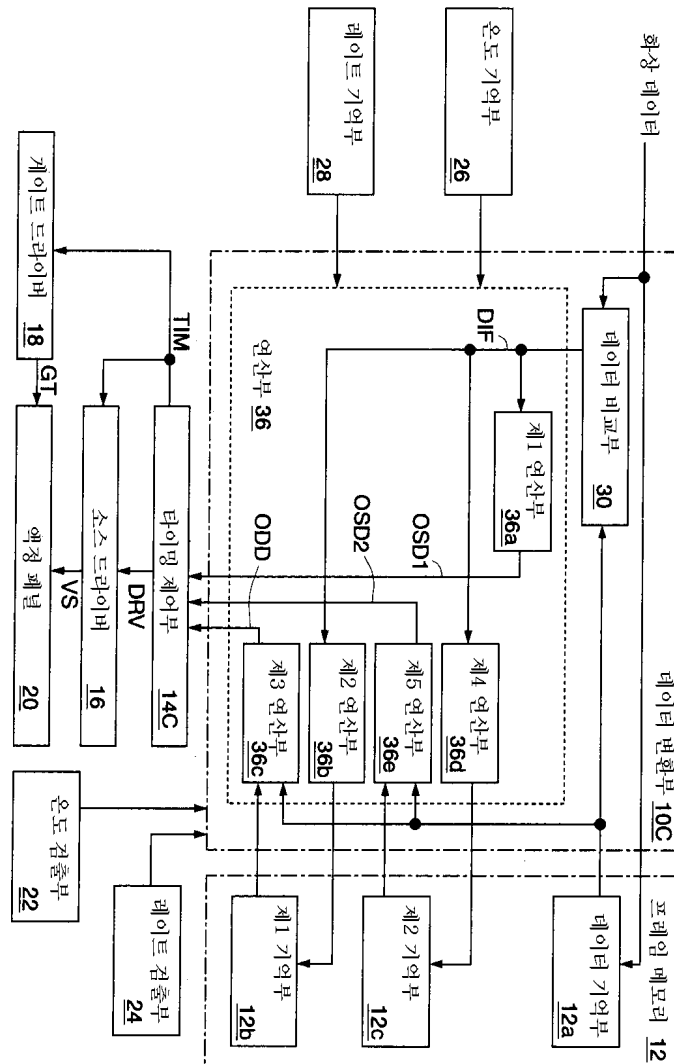 화상 데이터
데이터 변환부 10C
프레임 메모리 12
데이터 비교부
30
데이터 기억부
12a
온도 기억부
26
레이트 기억부
28
DIF
제1 연산부
36a
제4 연산부
36d
제2 기억부
12c
제5 연산부
36e
제2 연산부
36b
제1 기억부
12b
제3 연산부
36c
연산부 36
OSD1
OSD2
ODD
TIM
타이밍 제어부
14C
DRV
게이트 드라이버
18
소스 드라이버
16
GT
VS
액정 패널
20
온도 검출부
22
레이트 검출부
24